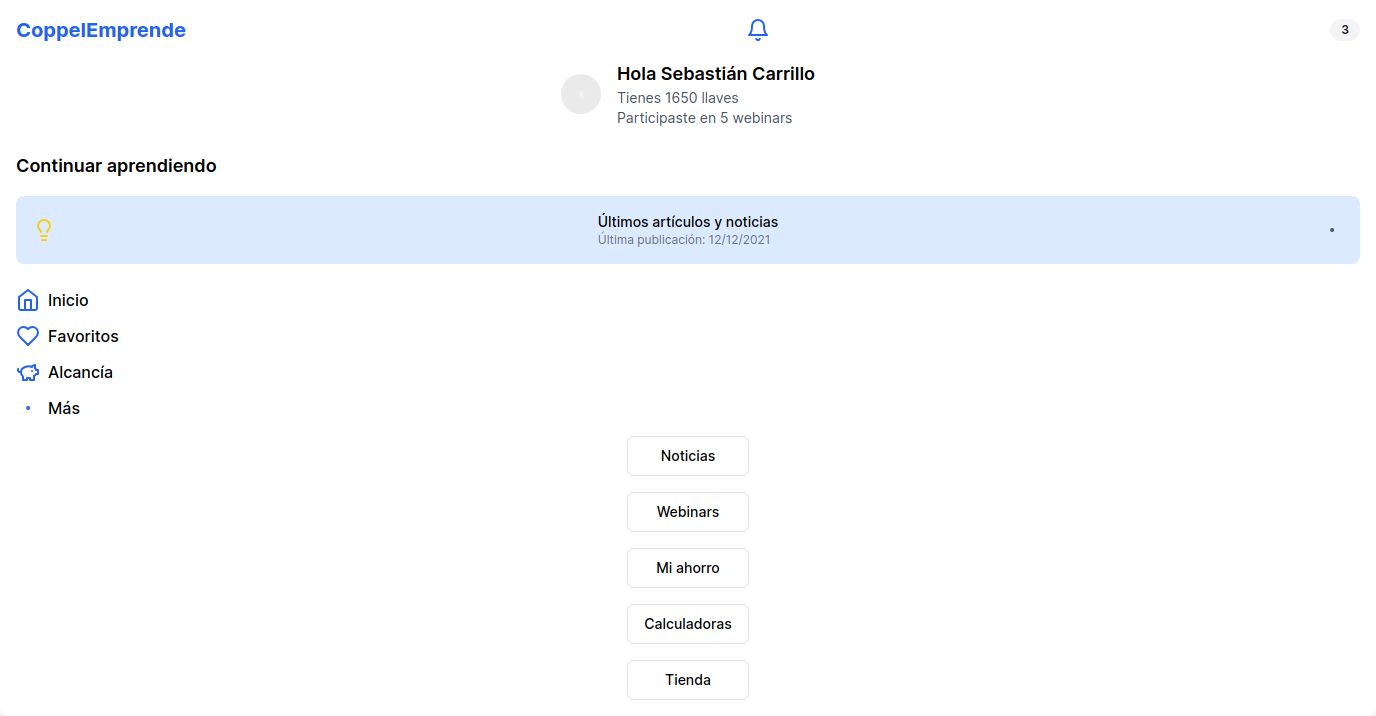 CoppelEmprende
3
Hola Sebastián Carrillo
Tienes 1650 llaves
Participaste en 5 webinars
Continuar aprendiendo
Últimos artículos y noticias
Última publicación: 12/12/2021
Inicio
Favoritos
Alcancía
Más
Noticias
Webinars
Mi ahorro
Calculadoras
Tienda